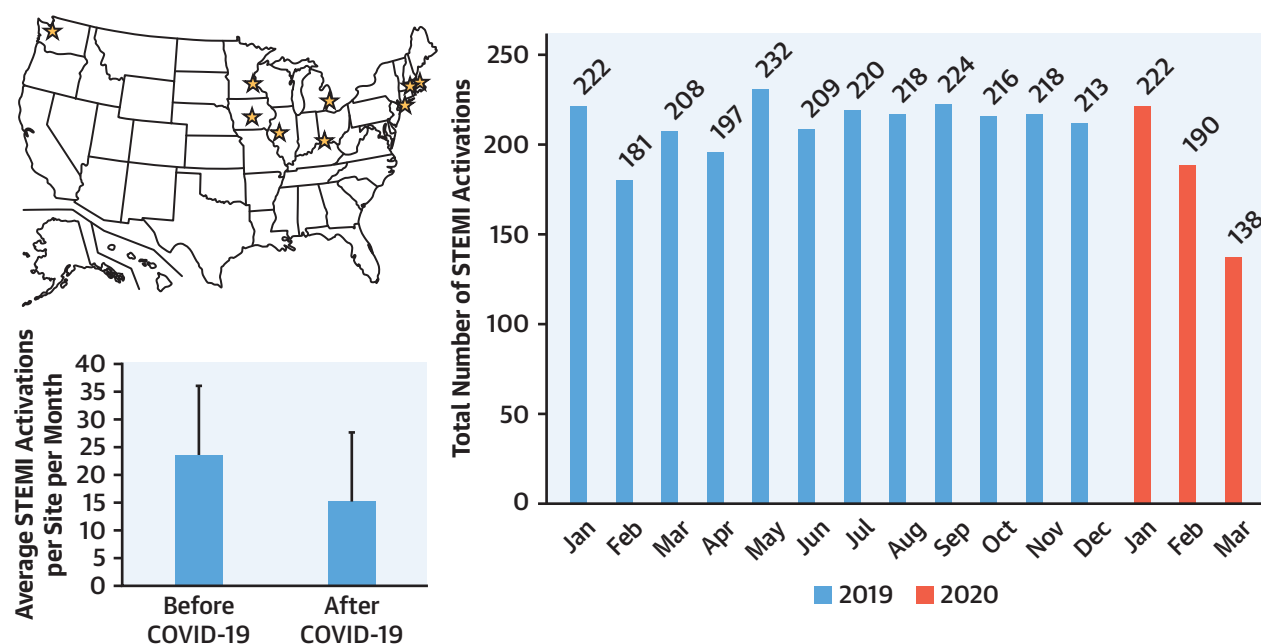 Average STEMI Activations
per Site per Month
40
35
30
25
20
15
10
5
0
Before
COVID-19
After
COVID-19
Total Number of STEMI Activations
250
200
150
100
50
0
222
181
208
197
232
209
220
218
224
216
218
213
222
190
138
Jan
Feb
Mar
Apr
May
Jun
Jul
Aug
Sep
Oct
Nov
Dec
Jan
Feb
Mar
2019 2020